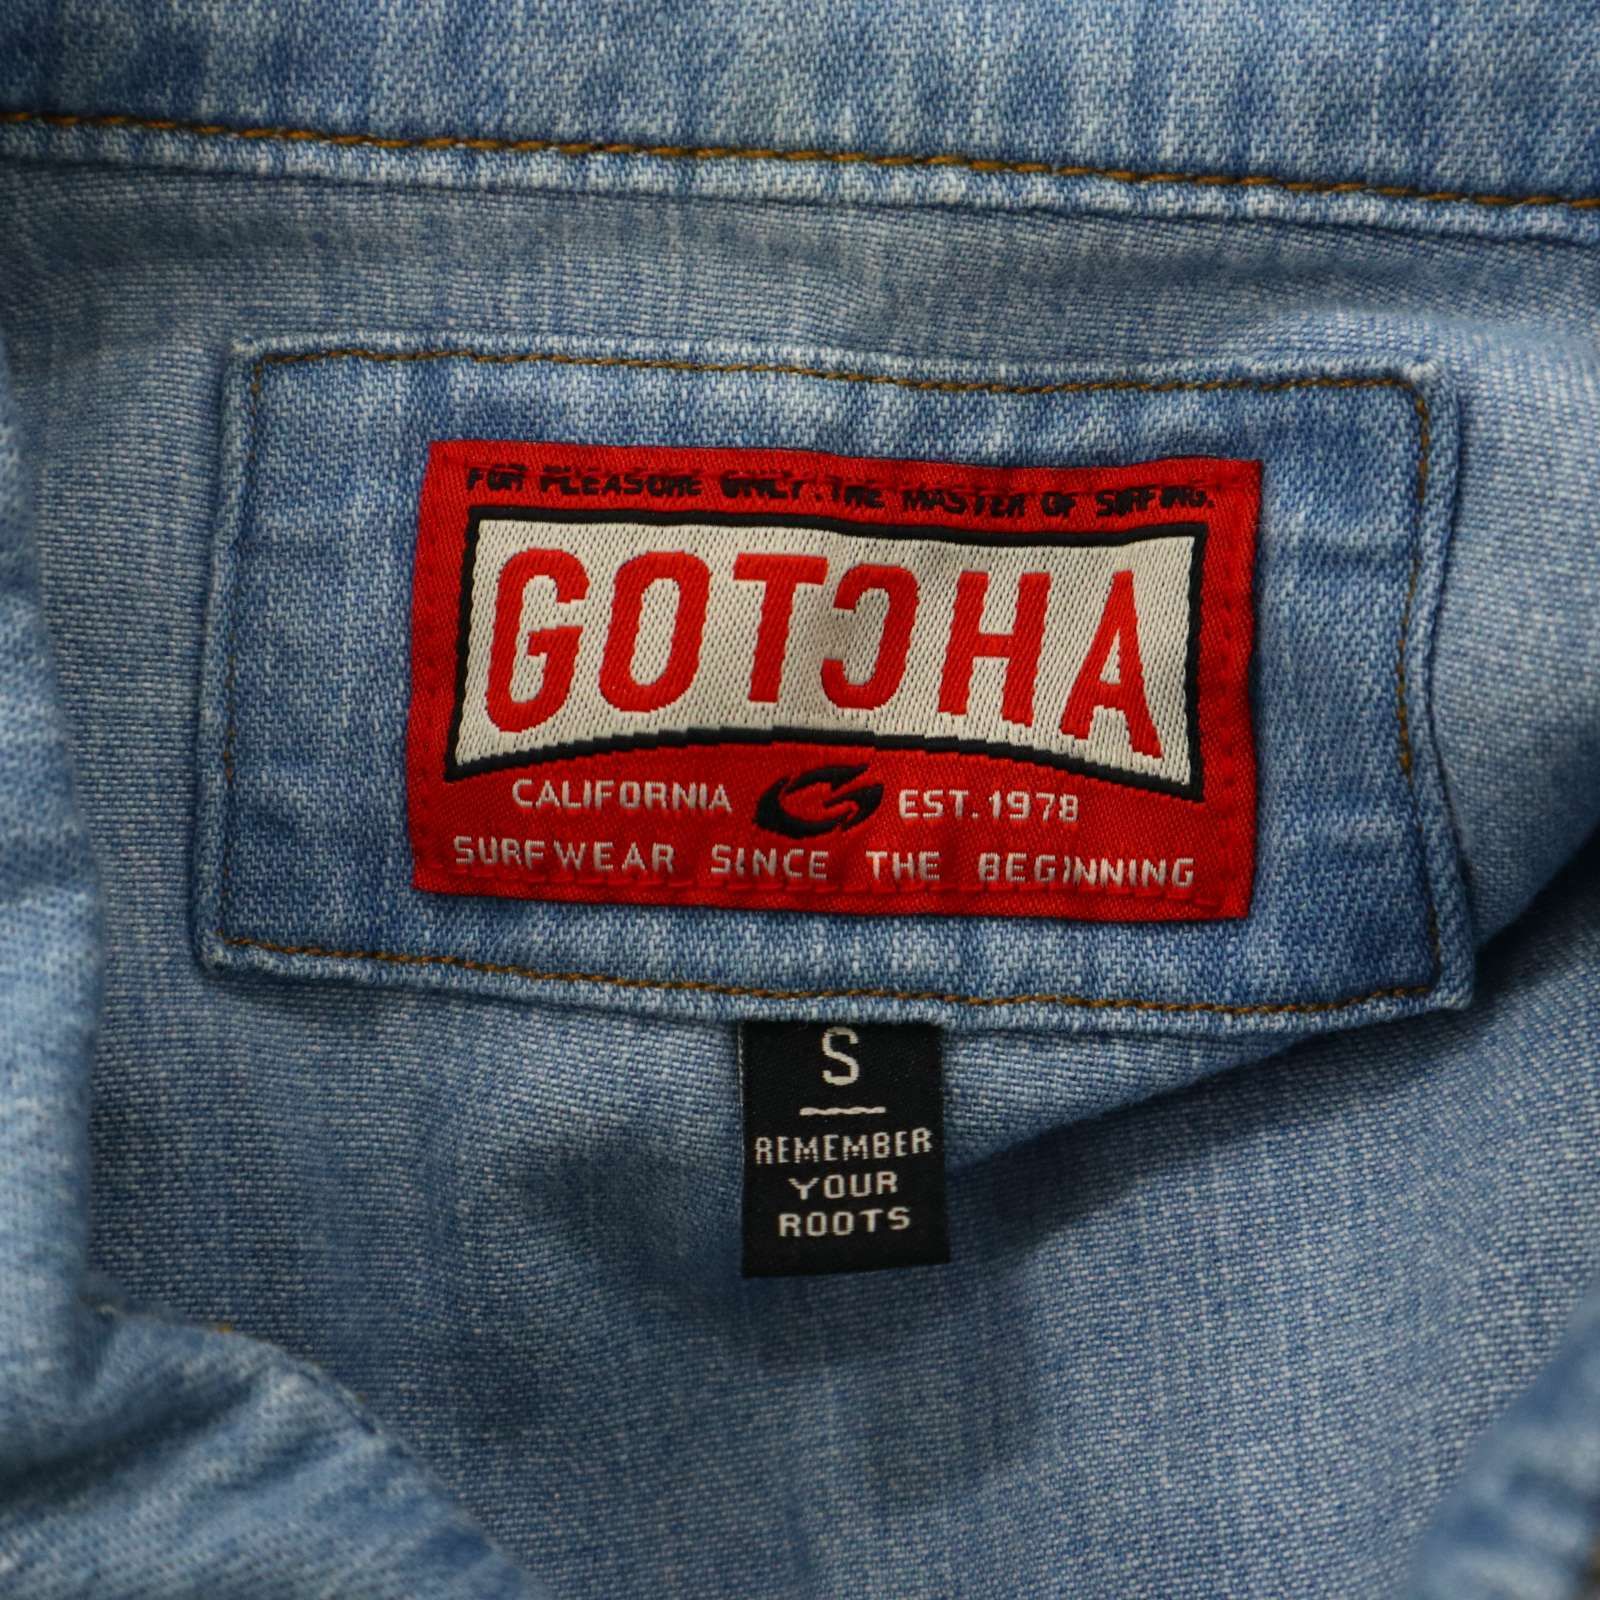 FOR PLEASURE ONLY. THE MASTER OF SURFING.
GOTCHA
CALIFORNIA EST. 1978
SURFWEAR SINCE THE BEGINNING
S
REMEMBER
YOUR
ROOTS